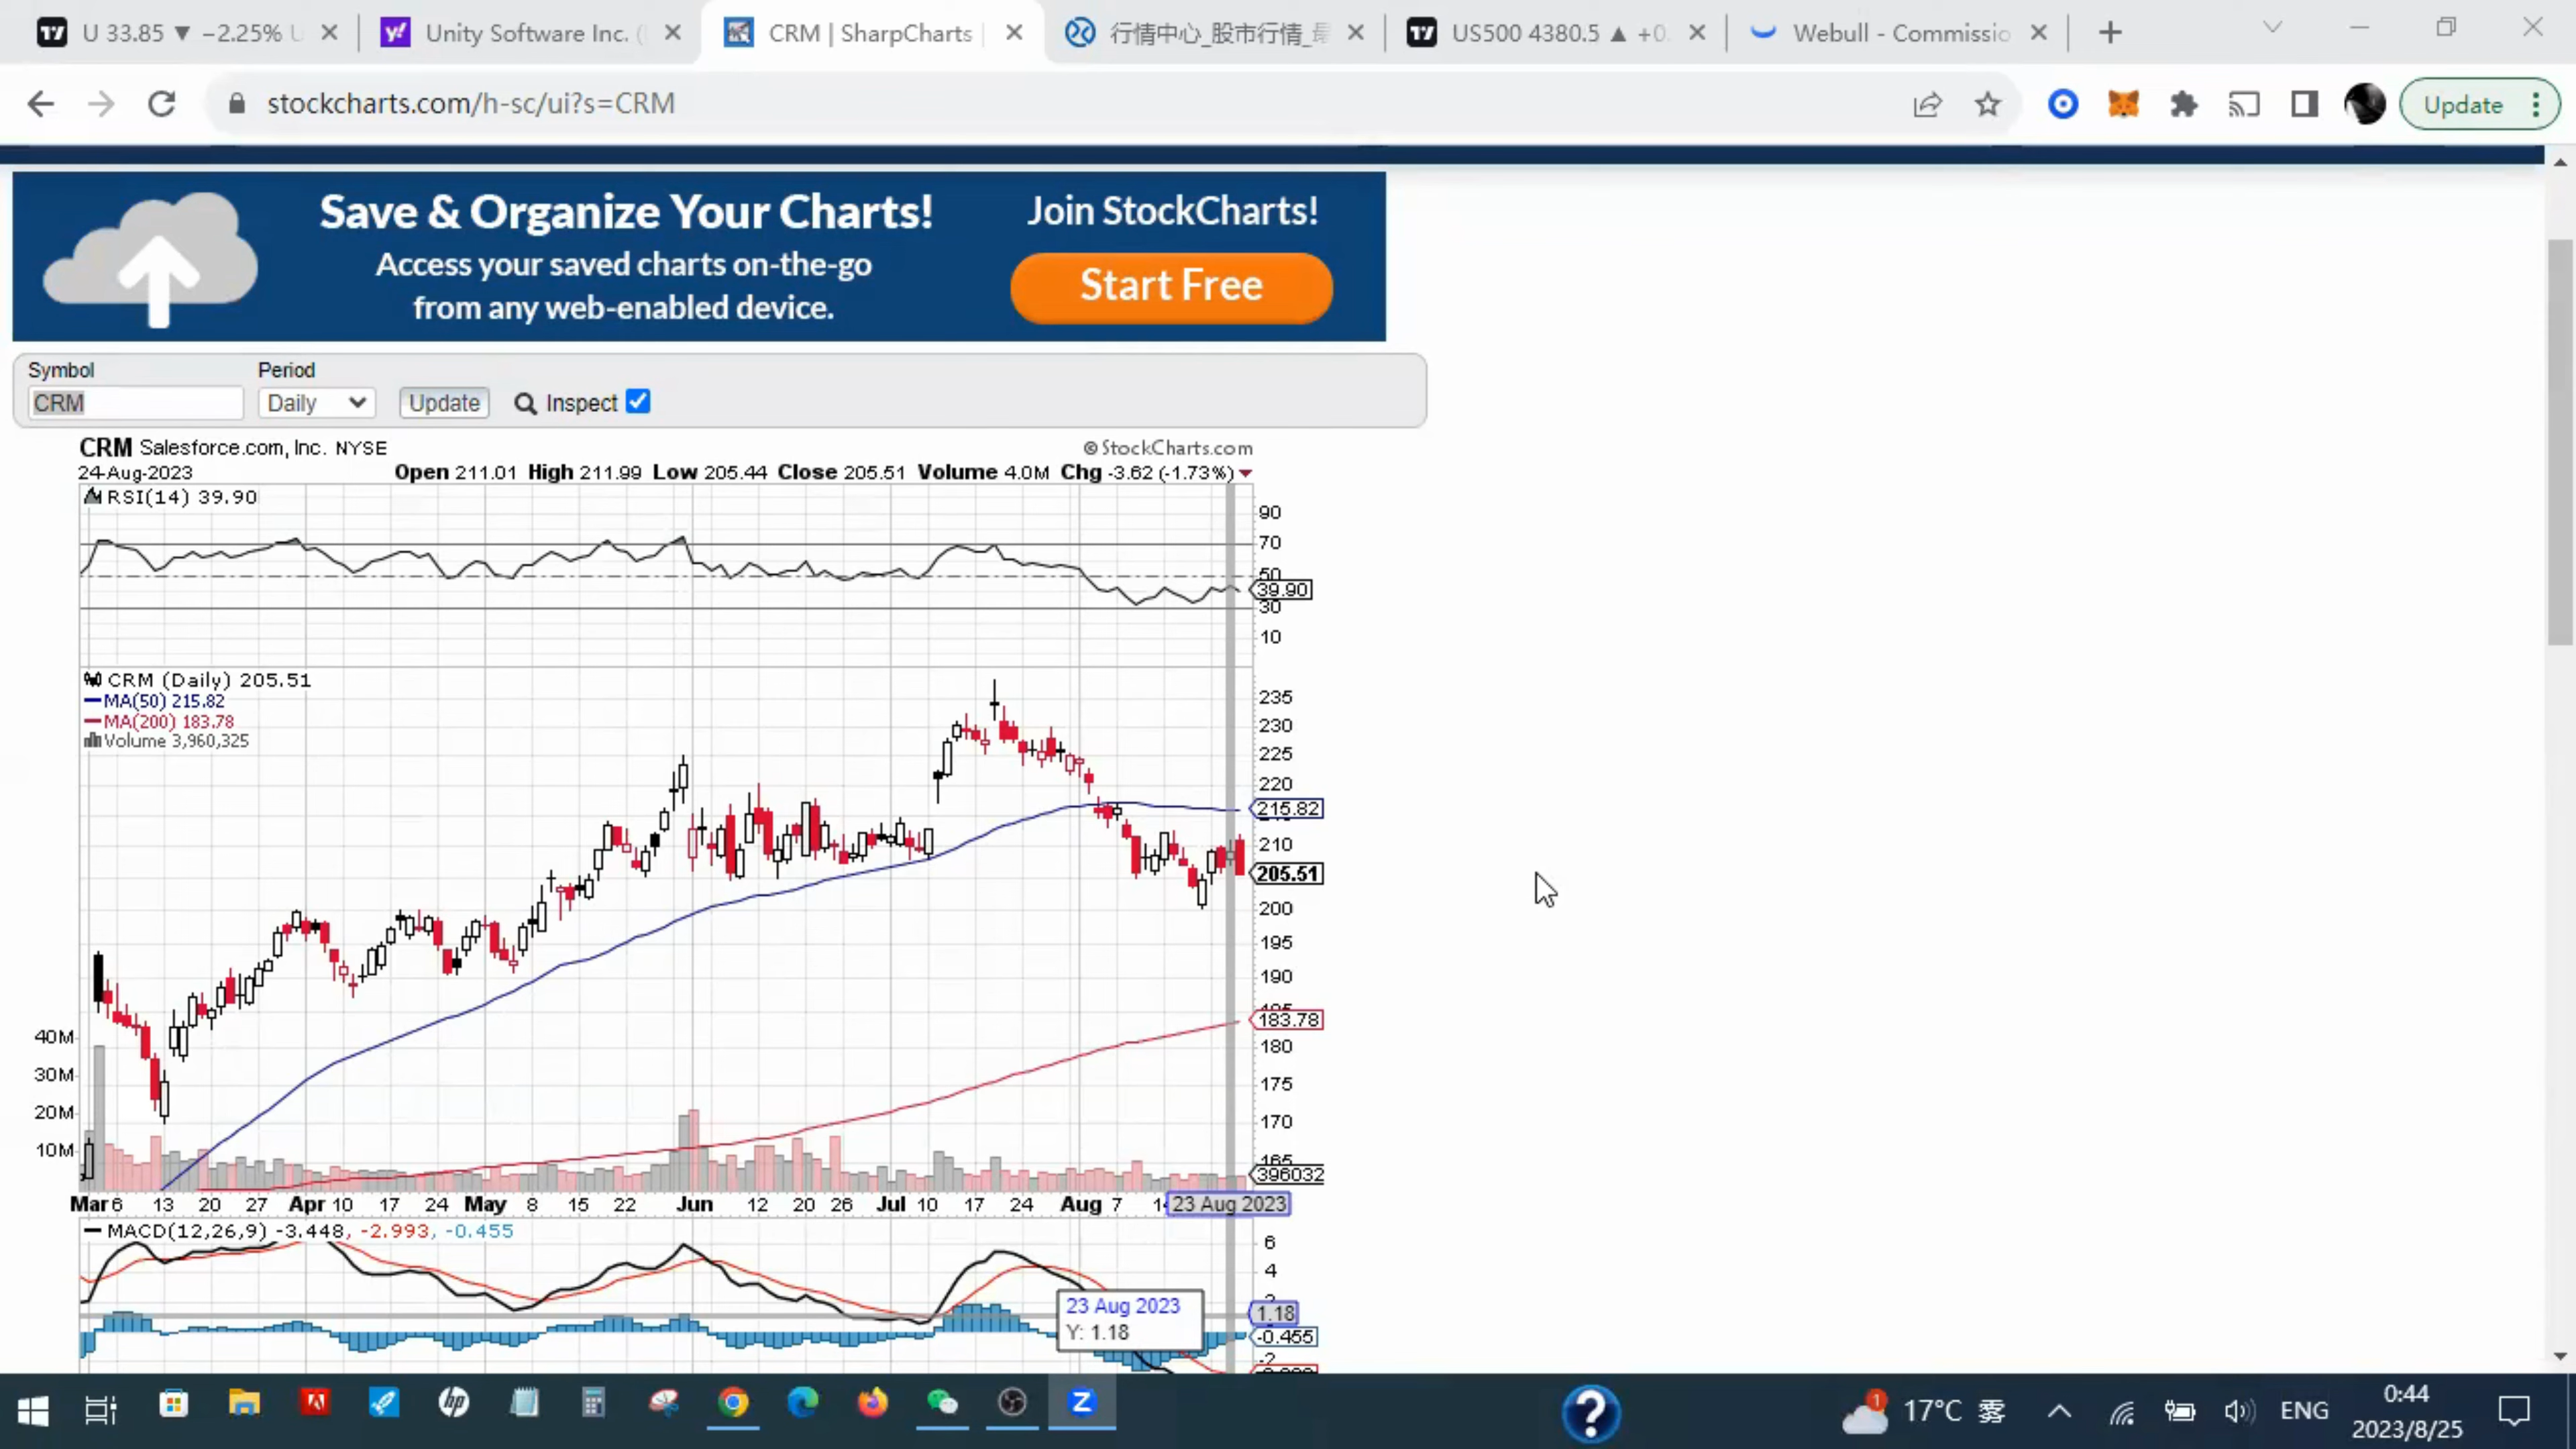 U 33.85 ▼ −2.25% U
Unity Software Inc. (
CRM | SharpCharts |
行情中心_股市行情_
US500 4380.5 ▲ +0.
Webull - Commissio
stockcharts.com/h-sc/ui?s=CRM
Update
Save & Organize Your Charts!
Access your saved charts on-the-go
from any web-enabled device.
Join StockCharts!
Start Free
Symbol
Period
CRM
Daily
Update
Inspect
CRM Salesforce.com, Inc. NYSE
© StockCharts.com
24-Aug-2023
Open 211.01 High 211.99 Low 205.44 Close 205.51 Volume 4.0M Chg -3.62 (-1.73%)
RSI(14) 39.90
90
70
50
39.90
30
10
CRM (Daily) 205.51
MA(50) 215.82
MA(200) 183.78
Volume 3,960,325
235
230
225
220
215.82
210
205.51
200
195
190
185
183.78
180
175
170
165
396032
40M
30M
20M
10M
Mar 6 13 20 27 Apr 10 17 24 May 8 15 22 Jun 12 20 26 Jul 10 17 24 Aug 7 1
23 Aug 2023
MACD(12,26,9) -3.448, -2.993, -0.455
6
4
2
1.18
-0.455
-2
23 Aug 2023
Y: 1.18
17°C 雾
ENG
0:44
2023/8/25